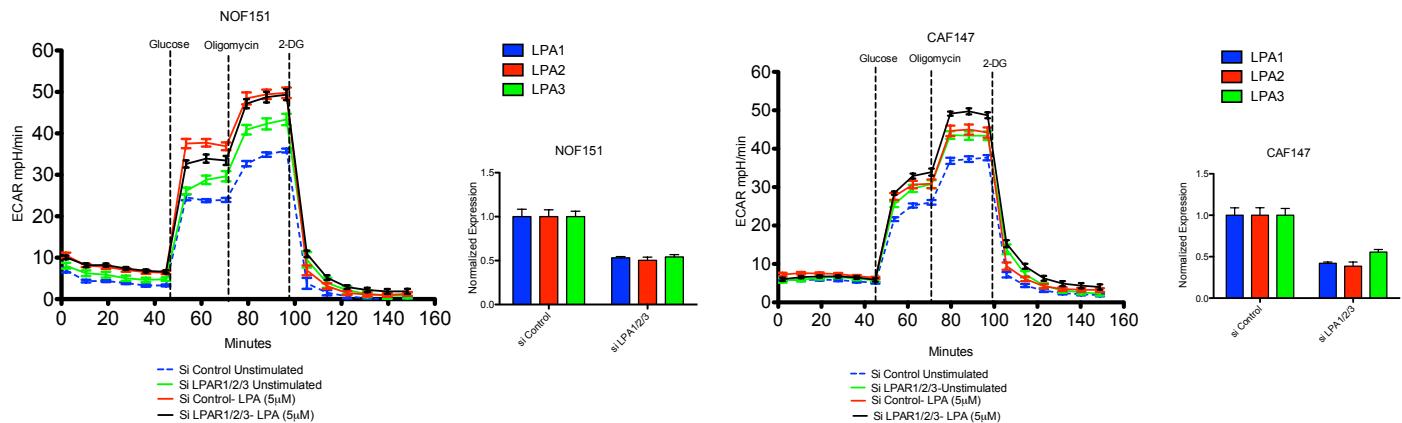 NOF151
Glucose Oligomycin 2-DG
ECAR mpH/min
60
50
40
30
20
10
0
0 20 40 60 80 100 120 140 160
Minutes
Si Control Unstimulated
Si LPAR1/2/3 Unstimulated
Si Control- LPA (5μM)
Si LPAR1/2/3- LPA (5μM)
LPA1
LPA2
LPA3
NOF151
Normalized Expression
1.5
1.0
0.5
0.0
si Control
si LPA1/2/3
CAF147
Glucose Oligomycin 2-DG
ECAR mpH/min
60
50
40
30
20
10
0
0 20 40 60 80 100 120 140 160
Minutes
Si Control Unstimulated
Si LPAR1/2/3-Unstimulated
Si Control- LPA (5μM)
Si LPAR1/2/3- LPA (5μM)
LPA1
LPA2
LPA3
CAF147
Normalized Expression
1.5
1.0
0.5
0.0
si Control
si LPA1/2/3